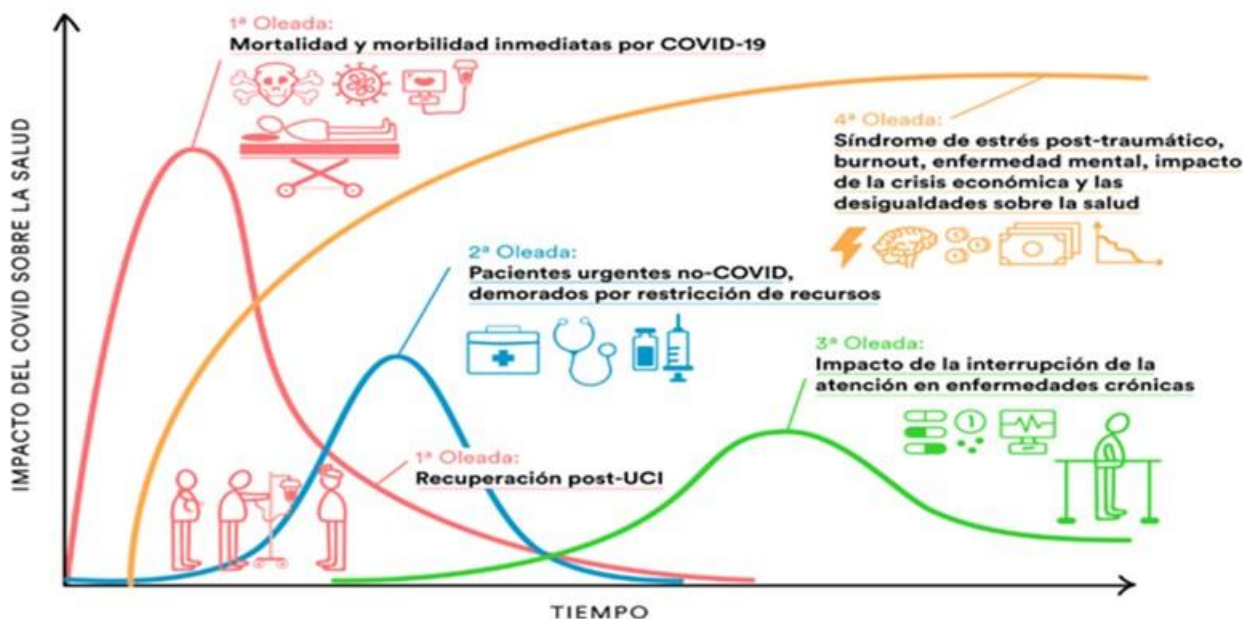 1ª Oleada:
Mortalidad y morbilidad inmediatas por COVID-19
4ª Oleada:
Síndrome de estrés post-traumático,
burnout, enfermedad mental, impacto
de la crisis económica y las
desigualdades sobre la salud
2ª Oleada:
Pacientes urgentes no-COVID,
demorados por restricción de recursos
3ª Oleada:
Impacto de la interrupción de la
atención en enfermedades crónicas
1ª Oleada:
Recuperación post-UCI
IMPACTO DEL COVID SOBRE LA SALUD
TIEMPO